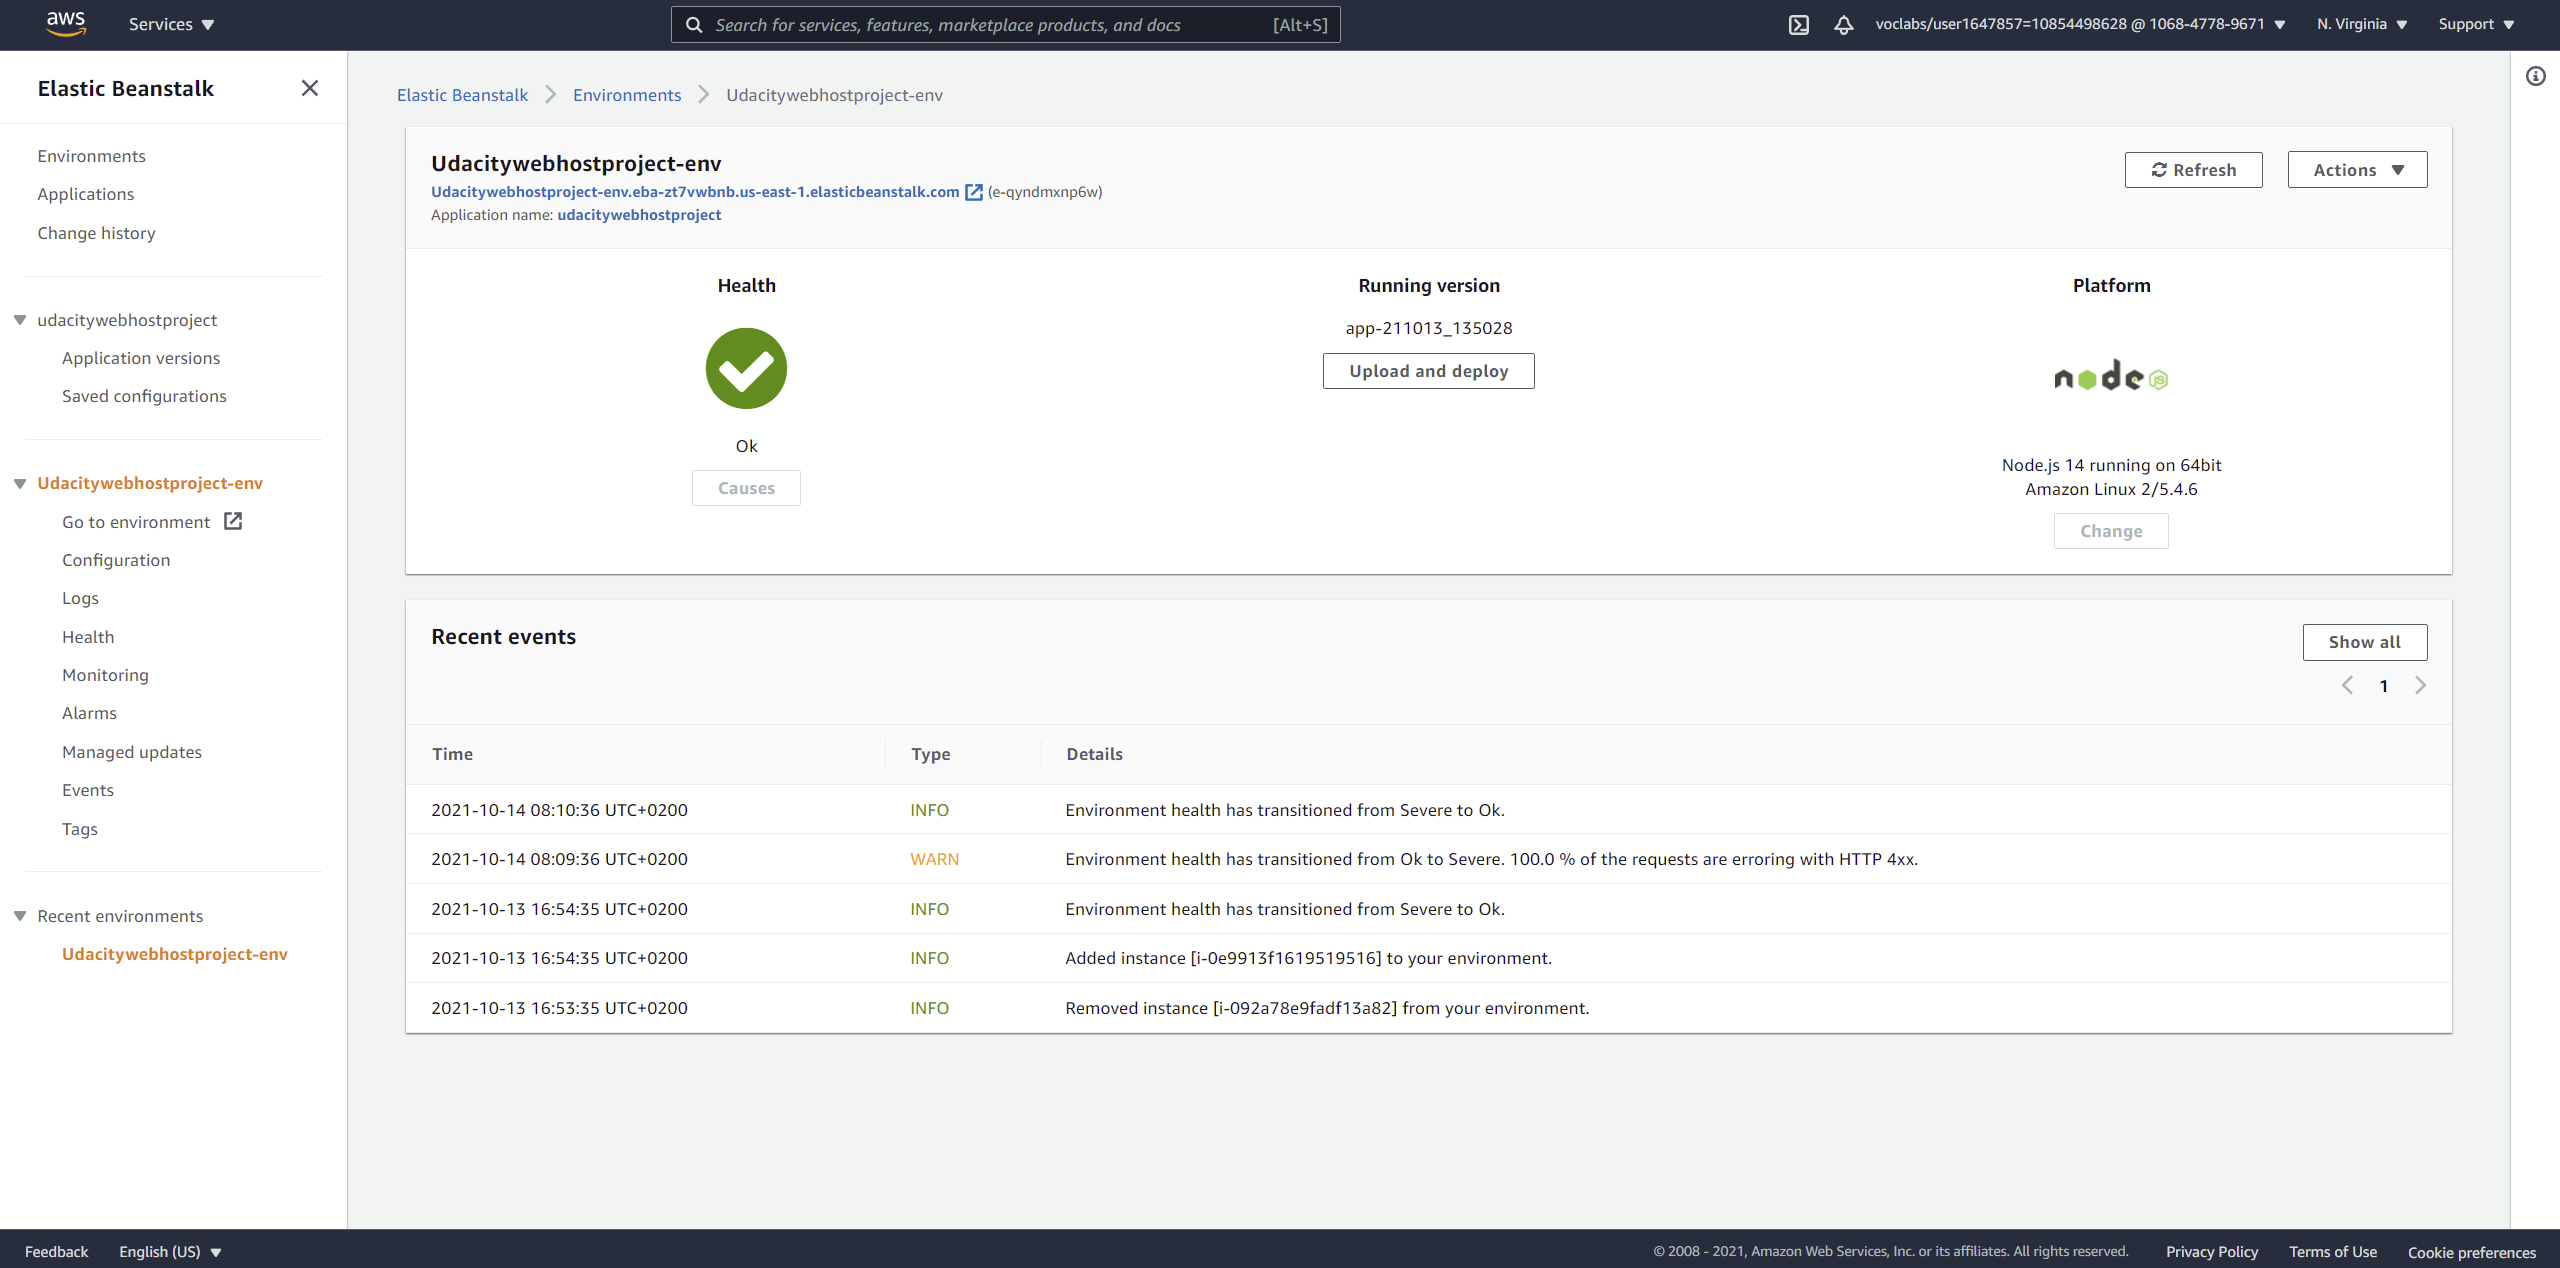 aws
Services
Search for services, features, marketplace products, and docs [Alt+S]
voclabs/user1647857=10854498628 @ 1068-4778-9671
N. Virginia
Support
Elastic Beanstalk
Environments
Applications
Change history
udacitywebhostproject
Application versions
Saved configurations
Udacitywebhostproject-env
Go to environment
Configuration
Logs
Health
Monitoring
Alarms
Managed updates
Events
Tags
Recent environments
Udacitywebhostproject-env
Elastic Beanstalk Environments Udacitywebhostproject-env
Udacitywebhostproject-env
Udacitywebhostproject-env.eba-zt7vwbnb.us-east-1.elasticbeanstalk.com (e-qyndmxnp6w)
Application name: udacitywebhostproject
Refresh
Actions
Health
Ok
Causes
Running version
app-211013_135028
Upload and deploy
Platform
node JS
Node.js 14 running on 64bit
Amazon Linux 2/5.4.6
Change
Recent events
Show all
1
Time Type Details
2021-10-14 08:10:36 UTC+0200 INFO Environment health has transitioned from Severe to Ok.
2021-10-14 08:09:36 UTC+0200 WARN Environment health has transitioned from Ok to Severe. 100.0 % of the requests are erroring with HTTP 4xx.
2021-10-13 16:54:35 UTC+0200 INFO Environment health has transitioned from Severe to Ok.
2021-10-13 16:54:35 UTC+0200 INFO Added instance [i-0e9913f1619519516] to your environment.
2021-10-13 16:53:35 UTC+0200 INFO Removed instance [i-092a78e9fadf13a82] from your environment.
Feedback
English (US)
© 2008 - 2021, Amazon Web Services, Inc. or its affiliates. All rights reserved.
Privacy Policy
Terms of Use
Cookie preferences